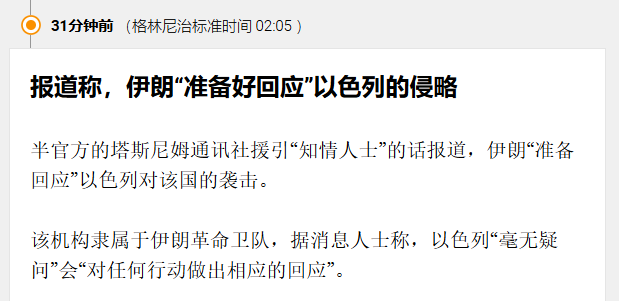 31分钟前 （格林尼治标准时间 02:05 ）
报道称，伊朗“准备好回应”以色列的侵略
半官方的塔斯尼姆通讯社援引“知情人士”的话报道，伊朗“准备
回应”以色列对该国的袭击。
该机构隶属于伊朗革命卫队，据消息人士称，以色列“毫无疑
问”会“对任何行动做出相应的回应”。